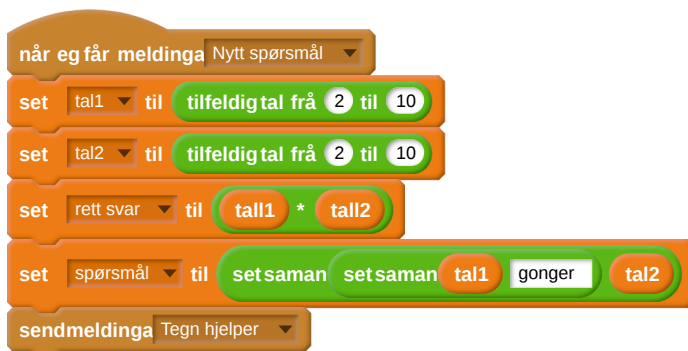 når eg får meldinga Nytt spørsmål
set tal1 til tilfeldig tal frå 2 til 10
set tal2 til tilfeldig tal frå 2 til 10
set rett svar til tall1 * tall2
set spørsmål til set saman set saman tal1 gonger tal2
send meldinga Tegn hjelper